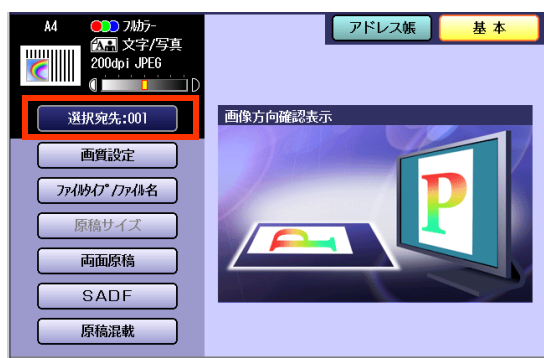 A4 フルカラー
アドレス帳
基本
文字/写真
200dpi JPEG
選択宛先:001
画像方向確認表示
画質設定
ファイルタイプ/ファイル名
原稿サイズ
両面原稿
SADF
原稿混載
P
P